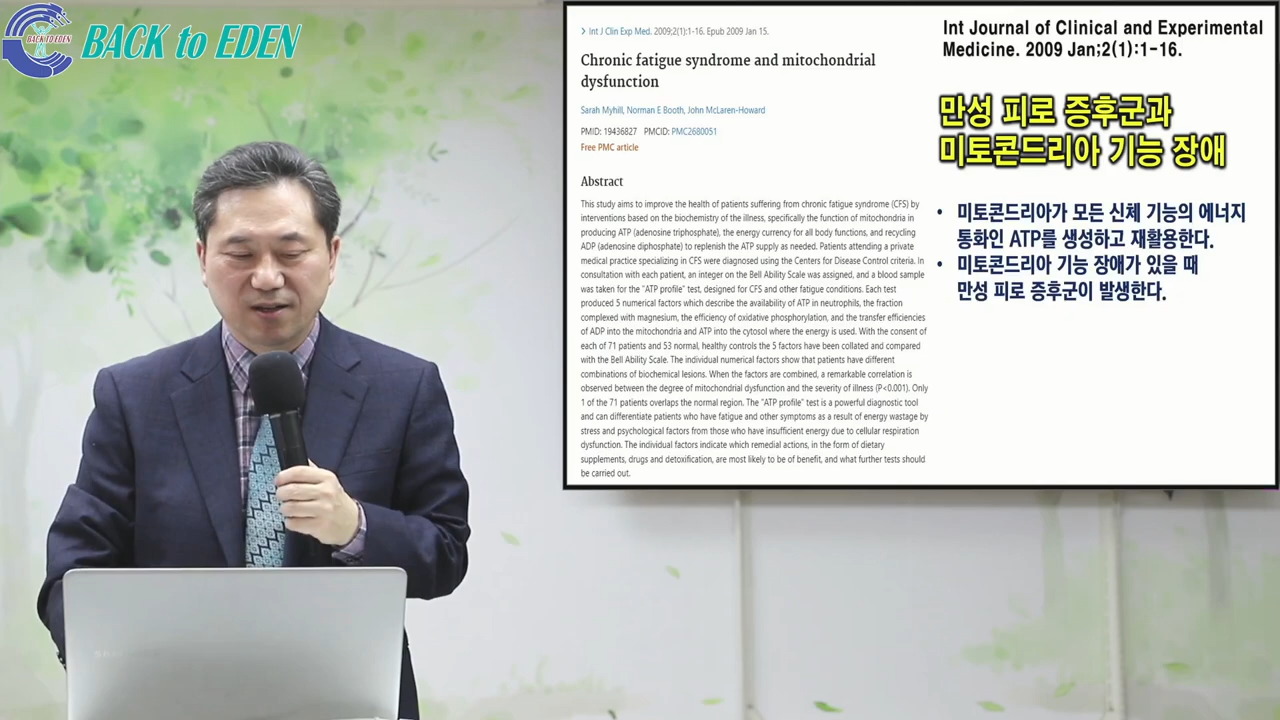 BACK TO EDEN
BACK to EDEN
Int J Clin Exp Med. 2009;2(1):1-16. Epub 2009 Jan 15.
Chronic fatigue syndrome and mitochondrial
dysfunction
Sarah Myhill, Norman E Booth, John McLaren-Howard
PMID: 19436827 PMCID: PMC2680051
Free PMC article
Abstract
This study aims to improve the health of patients suffering from chronic fatigue syndrome (CFS) by
interventions based on the biochemistry of the illness, specifically the function of mitochondria in
producing ATP (adenosine triphosphate), the energy currency for all body functions, and recycling
ADP (adenosine diphosphate) to replenish the ATP supply as needed. Patients attending a private
medical practice specializing in CFS were diagnosed using the Centers for Disease Control criteria. In
consultation with each patient, an integer on the Bell Ability Scale was assigned, and a blood sample
was taken for the "ATP profile" test, designed for CFS and other fatigue conditions. Each test
produced 5 numerical factors which describe the availability of ATP in neutrophils, the fraction
complexed with magnesium, the efficiency of oxidative phosphorylation, and the transfer efficiencies
of ADP into the mitochondria and ATP into the cytosol where the energy is used. With the consent of
each of 71 patients and 53 normal, healthy controls the 5 factors have been collated and compared
with the Bell Ability Scale. The individual numerical factors show that patients have different
combinations of biochemical lesions. When the factors are combined, a remarkable correlation is
observed between the degree of mitochondrial dysfunction and the severity of illness (P<0.001). Only
1 of the 71 patients overlaps the normal region. The "ATP profile" test is a powerful diagnostic tool
and can differentiate patients who have fatigue and other symptoms as a result of energy wastage by
stress and psychological factors from those who have insufficient energy due to cellular respiration
dysfunction. The individual factors indicate which remedial actions, in the form of dietary
supplements, drugs and detoxification, are most likely to be of benefit, and what further tests should
be carried out.
Int Journal of Clinical and Experimental
Medicine. 2009 Jan;2(1):1-16.
만성 피로 증후군과
미토콘드리아 기능 장애
• 미토콘드리아가 모든 신체 기능의 에너지
통화인 ATP를 생성하고 재활용한다.
• 미토콘드리아 기능 장애가 있을 때
만성 피로 증후군이 발생한다.